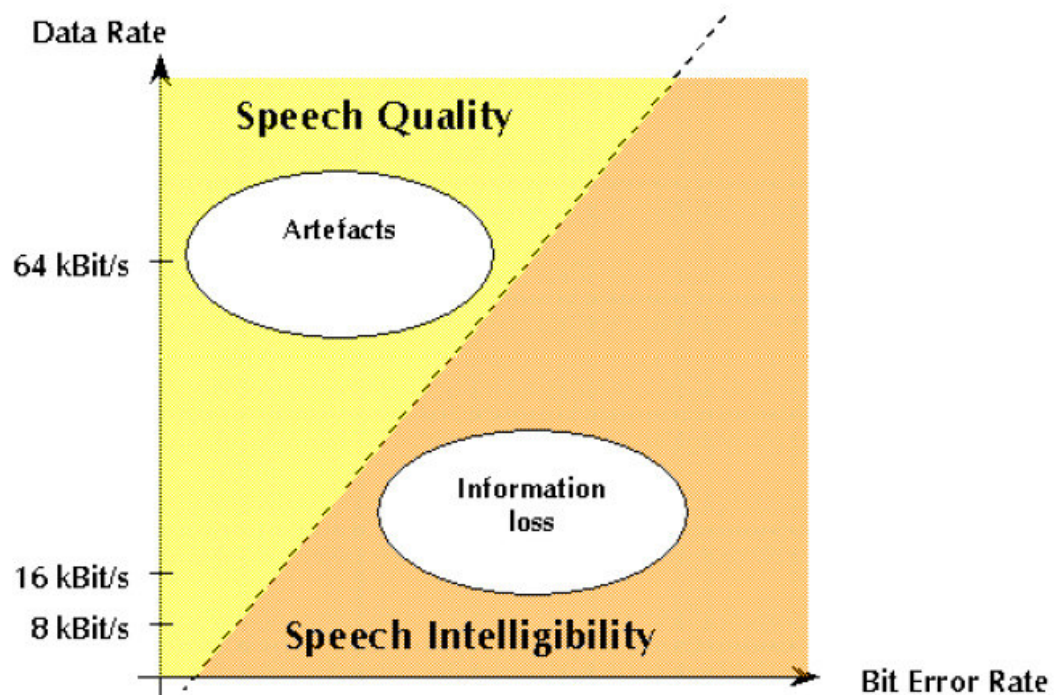 Data Rate
Speech Quality
Artefacts
64 kBit/s
Information
loss
16 kBit/s
8 kBit/s
Speech Intelligibility
Bit Error Rate